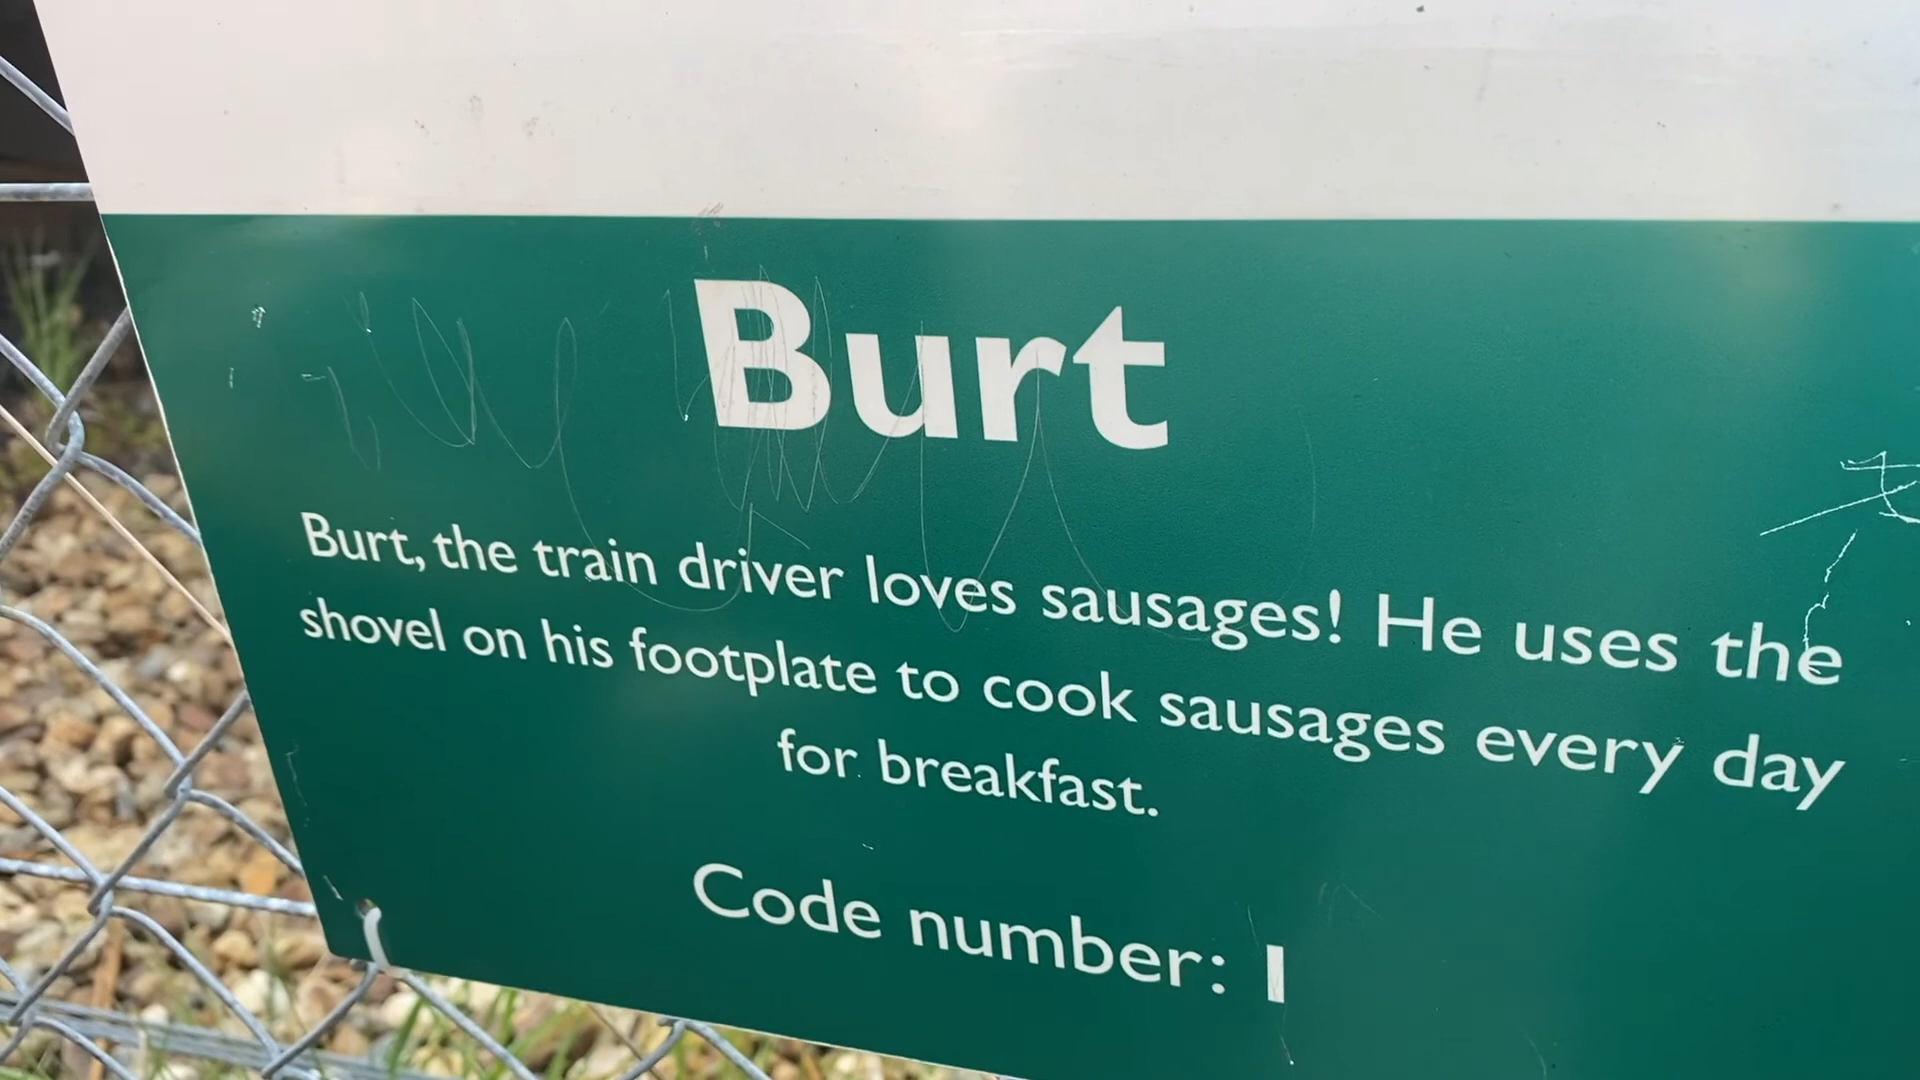 Burt
Burt, the train driver loves sausages! He uses the
shovel on his footplate to cook sausages every day
for breakfast.
Code number: 1